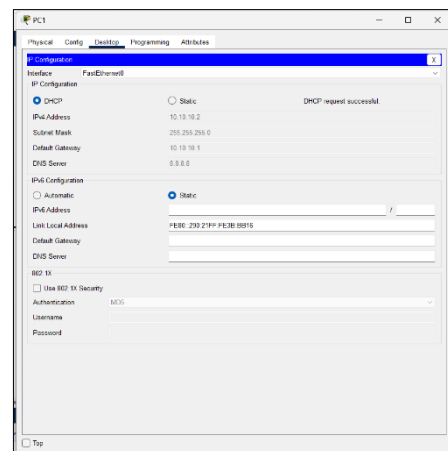 PC1
Physical Config Desktop Programming Attributes
IP Configuration X
Interface FastEthernet0
IP Configuration
DHCP Static DHCP request successful.
IPv4 Address 10.10.10.2
Subnet Mask 255.255.255.0
Default Gateway 10.10.10.1
DNS Server 8.8.8.8
IPv6 Configuration
Automatic Static
IPv6 Address /
Link Local Address FE80::290:21FF:FE3B:BB16
Default Gateway
DNS Server
802.1X
Use 802.1X Security
Authentication MD5
Username
Password
Top